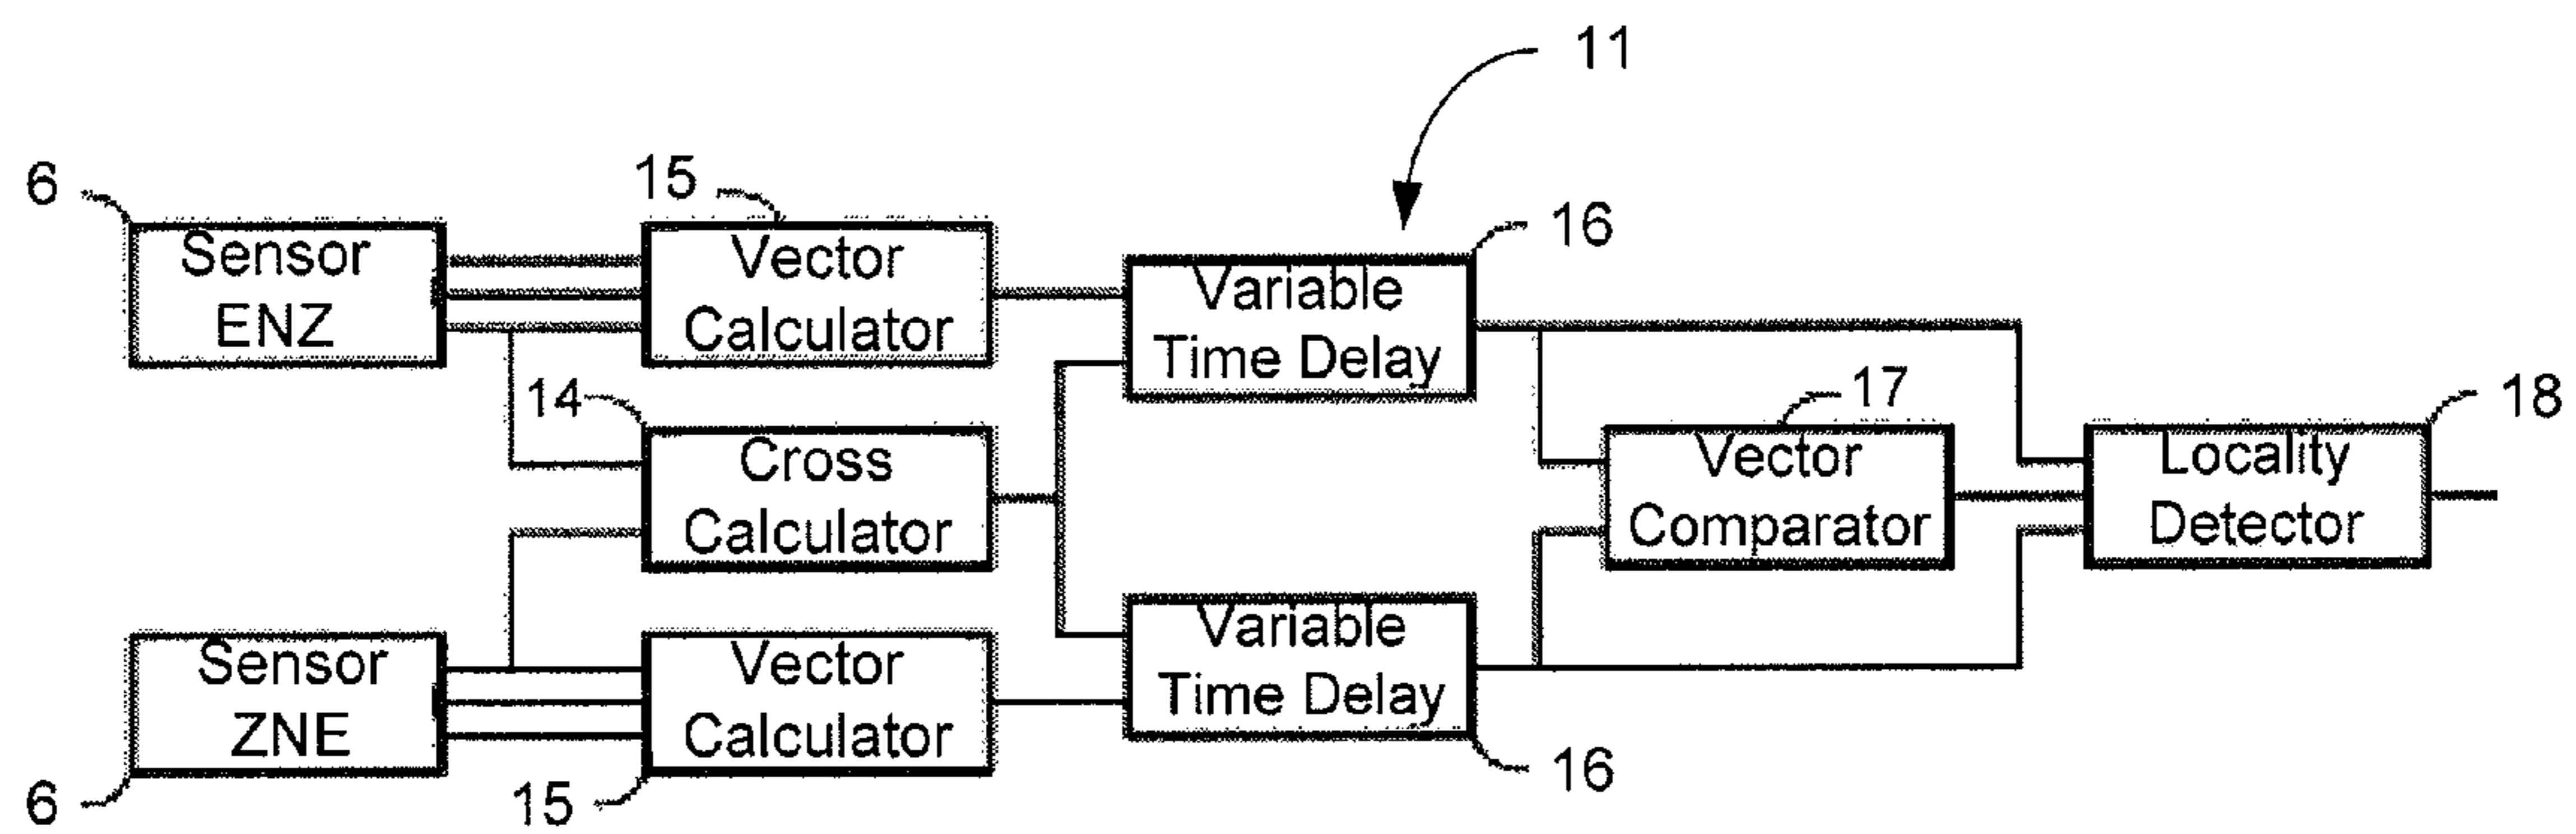 11
6
15
16
Sensor
ENZ
Vector
Calculator
Variable
Time Delay
14
17
18
Cross
Calculator
Vector
Comparator
Locality
Detector
Sensor
ZNE
Vector
Calculator
Variable
Time Delay
6
15
16